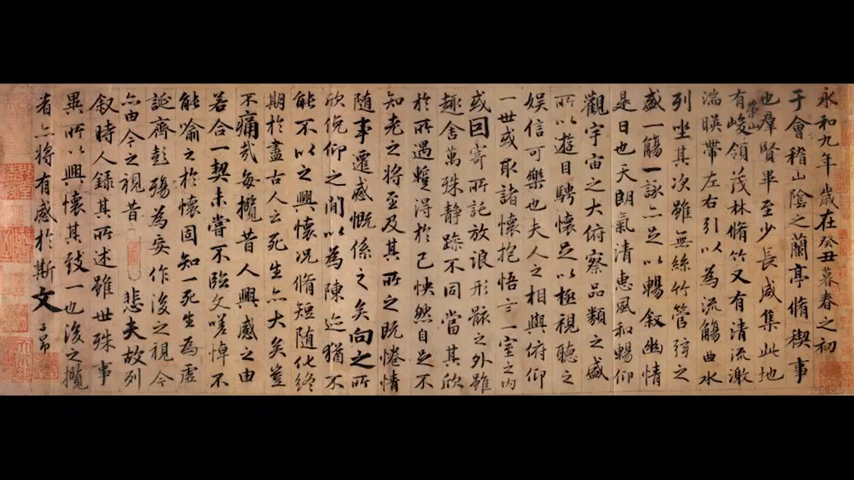 永和九年歲在癸丑暮春之初
于會稽山陰之蘭亭脩禊事
也羣賢畢至少長咸集此地
有崇山峻領茂林脩竹又有清流激
湍暎帶左右引以為流觴曲水
列坐其次雖無絲竹管弦之
盛一觴一詠亦足以暢叙幽情
是日也天朗氣清惠風和暢仰
觀宇宙之大俯察品類之盛
所以遊目騁懷足以極視聽之
娛信可樂也夫人之相與俯仰
一世或取諸懷抱悟言一室之內
或因寄所託放浪形骸之外雖
趣舍萬殊静躁不同當其欣
於所遇蹔得於己怏然自足不
知老之將至及其所之既惓情
隨事遷感慨係之矣向之所
欣俛仰之閒以為陳迹猶不
能不以之興懷況脩短隨化終
期於盡古人云死生亦大矣豈
不痛哉每攬昔人興感之由
若合一契未嘗不臨文嗟悼不
能喻之於懷固知一死生為虛
誕齊彭殤為妄作後之視今
亦由今之視昔 悲夫故列
叙時人錄其所述雖世殊事
異所以興懷其致一也後之攬
者亦將有感於斯文 子昂